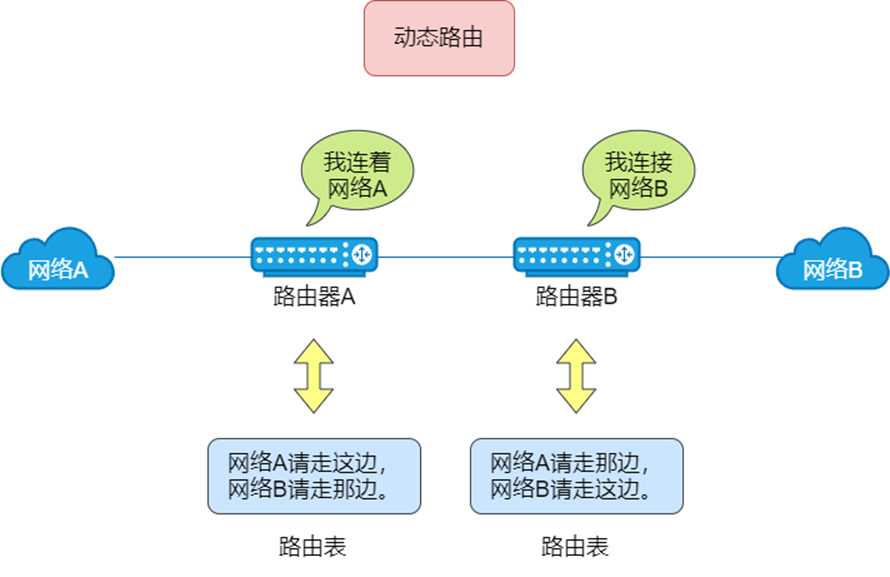 动态路由
我连着
网络A
我连接
网络B
网络A
网络B
路由器A
路由器B
网络A请走这边，
网络B请走那边。
网络A请走那边，
网络B请走这边。
路由表
路由表